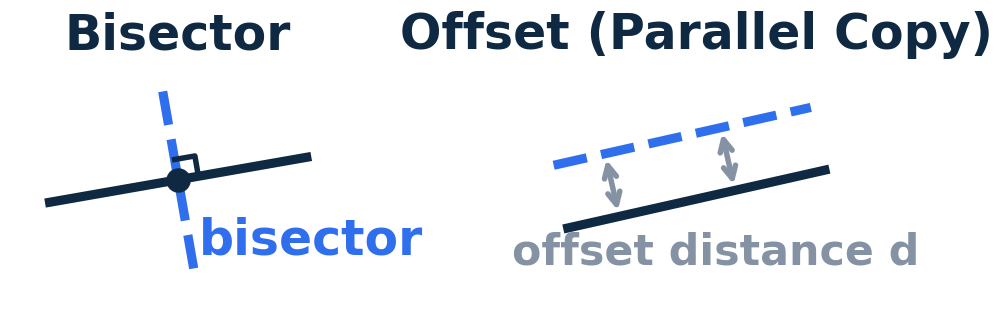 Bisector
Offset (Parallel Copy)
bisector
offset distance d